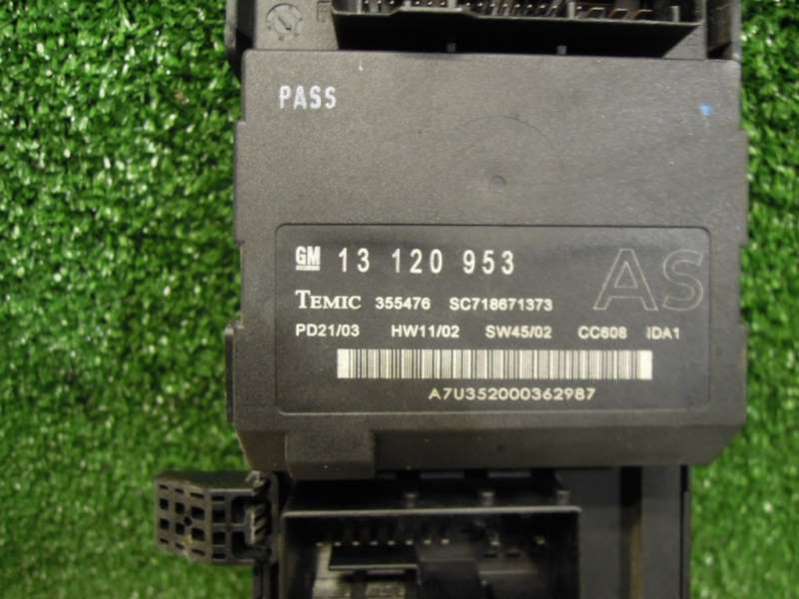 PASS
GM 13 120 953 AS
TEMIC 355476 SC718671373
PD21/03 HW11/02 SW45/02 CC608 IDA1
A7U352000362987